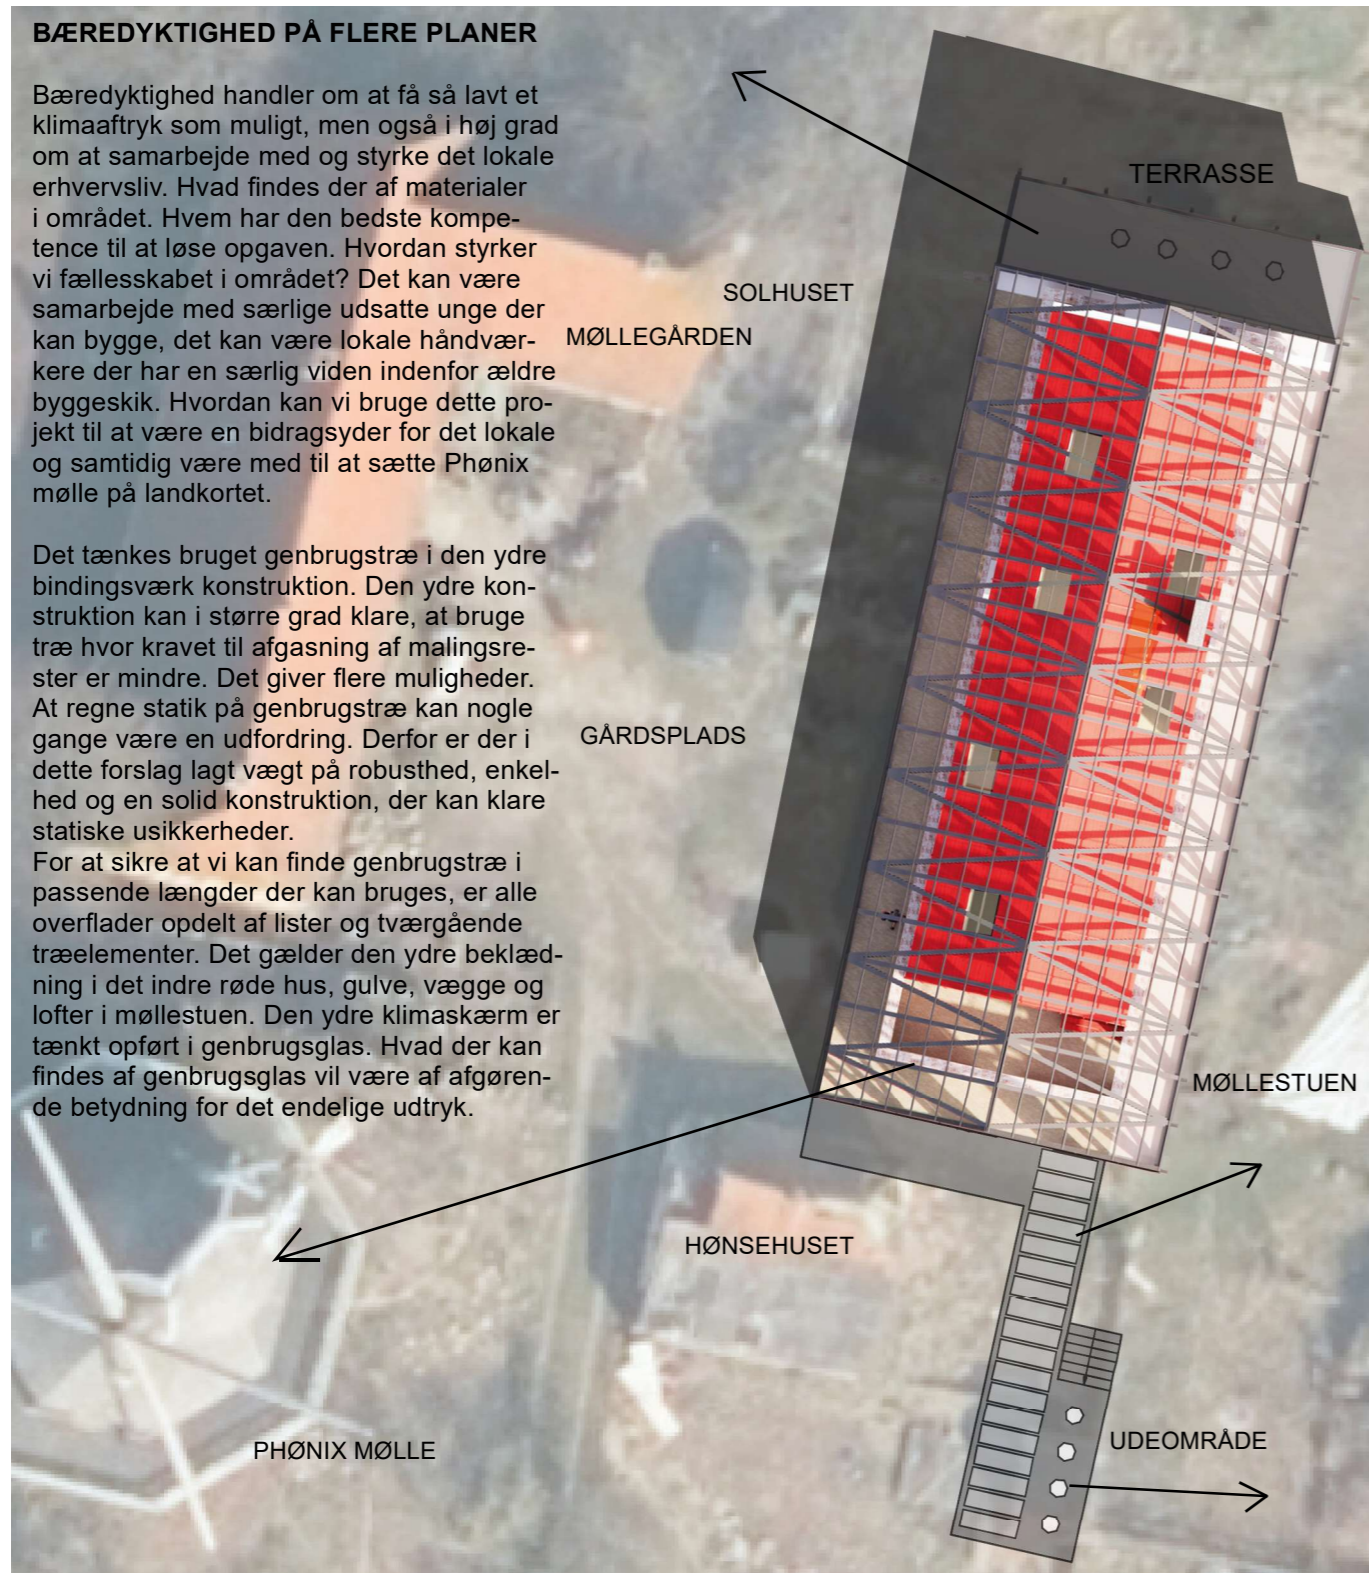 BÆREDYKTIGHED PÅ FLERE PLANER
Bæredyktighed handler om at få så lavt et
klimaaftryk som muligt, men også i høj grad
om at samarbejde med og styrke det lokale
erhvervsliv. Hvad findes der af materialer
i området. Hvem har den bedste kompe-
tence til at løse opgaven. Hvordan styrker
vi fællesskabet i området? Det kan være
samarbejde med særlige udsatte unge der
kan bygge, det kan være lokale håndvær-
kere der har en særlig viden indenfor ældre
byggeskik. Hvordan kan vi bruge dette pro-
jekt til at være en bidragsyder for det lokale
og samtidig være med til at sætte Phønix
mølle på landkortet.
Det tænkes bruget genbrugstræ i den ydre
bindingsværk konstruktion. Den ydre kon-
struktion kan i større grad klare, at bruge
træ hvor kravet til afgasning af malingsre-
ster er mindre. Det giver flere muligheder.
At regne statik på genbrugstræ kan nogle
gange være en udfordring. Derfor er der i
dette forslag lagt vægt på robusthed, enkel-
hed og en solid konstruktion, der kan klare
statiske usikkerheder.
For at sikre at vi kan finde genbrugstræ i
passende længder der kan bruges, er alle
overflader opdelt af lister og tværgående
træelementer. Det gælder den ydre beklæd-
ning i det indre røde hus, gulve, vægge og
lofter i møllestuen. Den ydre klimaskærm er
tænkt opført i genbrugsglas. Hvad der kan
findes af genbrugsglas vil være af afgøren-
de betydning for det endelige udtryk.
TERRASSE
SOLHUSET
MØLLEGÅRDEN
GÅRDSPLADS
MØLLESTUEN
HØNSEHUSET
UDEOMRÅDE
PHØNIX MØLLE